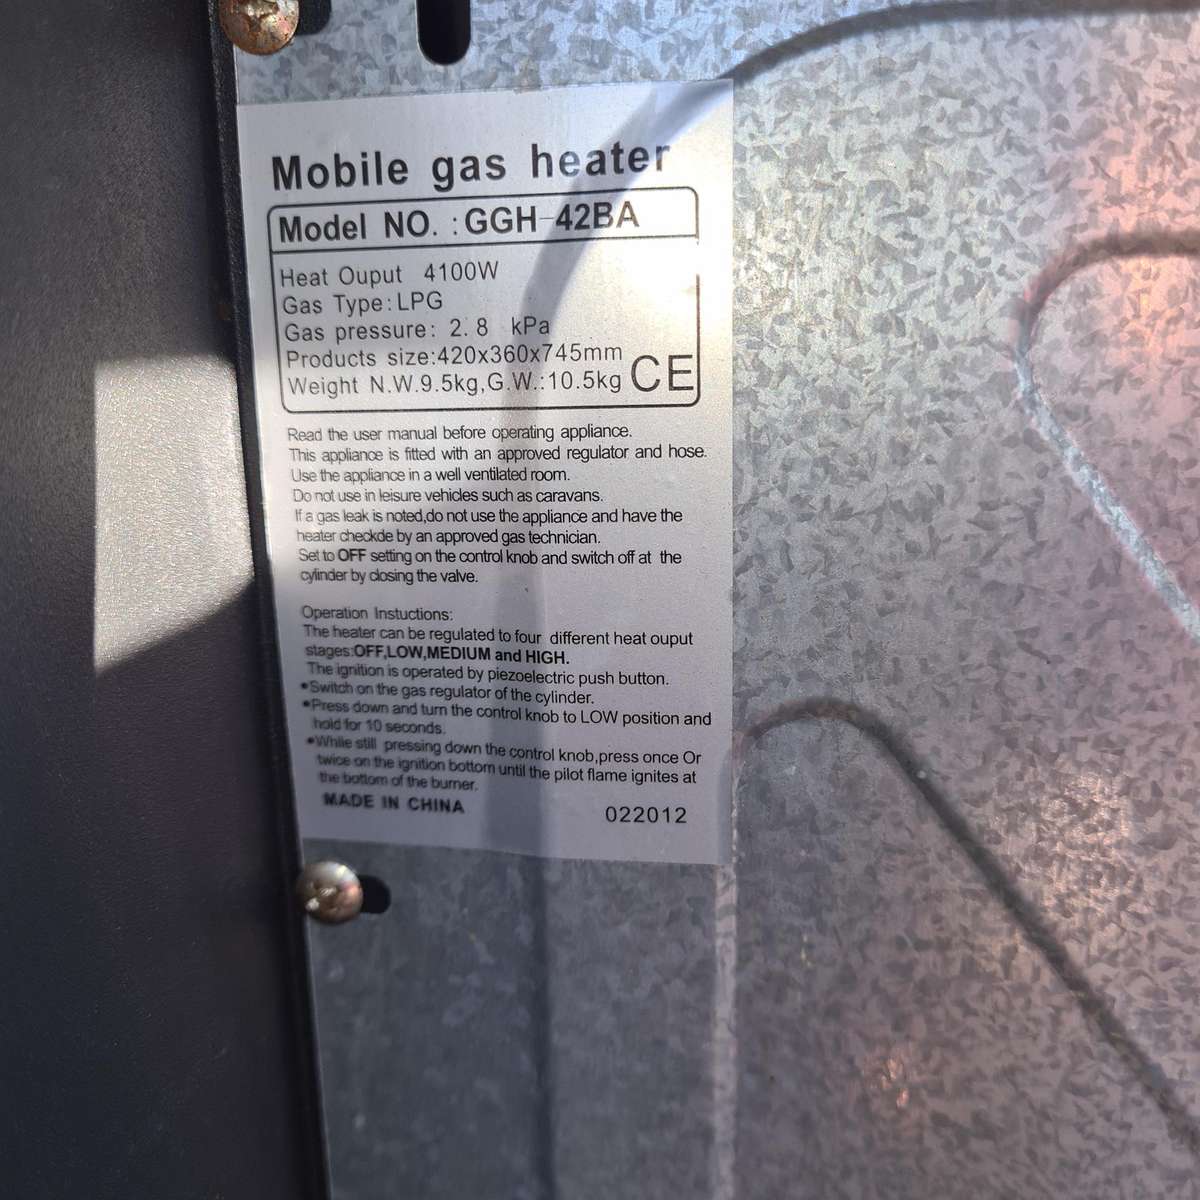 Mobile gas heater
Model NO. :GGH-42BA
Heat Ouput 4100W
Gas Type:LPG
Gas pressure: 2.8 kPa
Products size:420x360x745mm
Weight N.W.9.5kg,G.W.:10.5kg CE
Read the user manual before operating appliance.
This appliance is fitted with an approved regulator and hose.
Use the appliance in a well ventilated room.
Do not use in leisure vehicles such as caravans.
If a gas leak is noted,do not use the appliance and have the
heater checkde by an approved gas technician.
Set to OFF setting on the control knob and switch off at the
cylinder by closing the valve.
Operation Instuctions:
The heater can be regulated to four different heat ouput
stages:OFF,LOW,MEDIUM and HIGH.
The ignition is operated by piezoelectric push button.
•Switch on the gas regulator of the cylinder.
•Press down and turn the control knob to LOW position and
hold for 10 seconds.
•While still pressing down the control knob,press once Or
twice on the ignition bottom until the pilot flame ignites at
the bottom of the burner.
MADE IN CHINA 022012